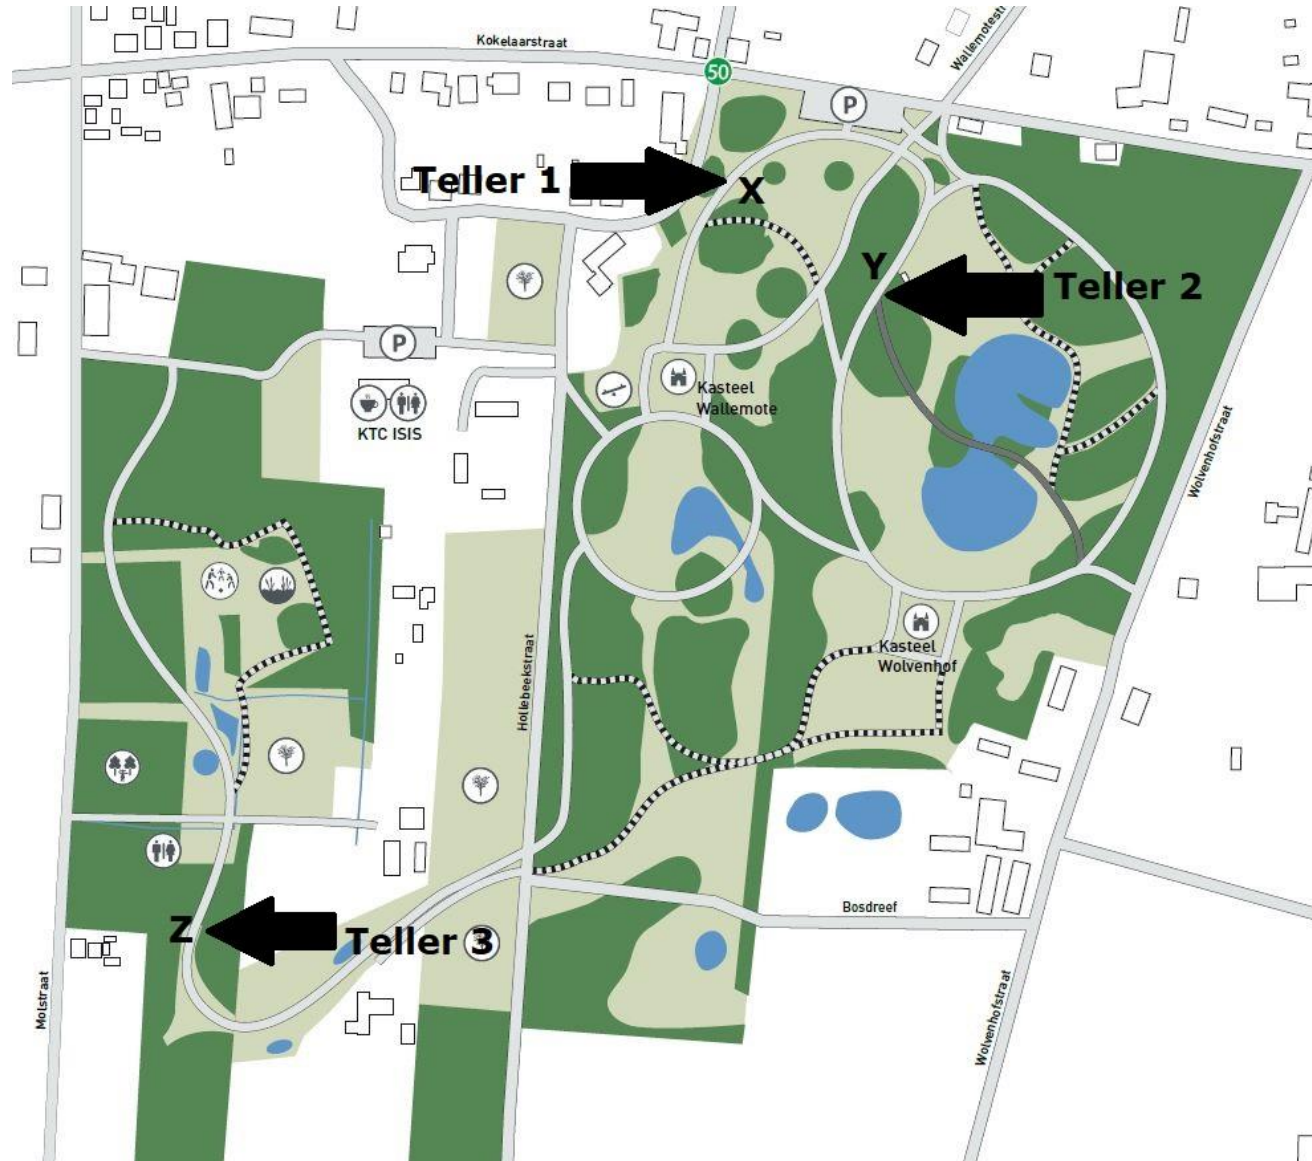 Kokelaarstraat
Wallemotestr
50
P
Teller 1
X
Y
Teller 2
P
Kasteel
Wallemote
KTC ISIS
Wolvenhofstraat
Hollebeekstraat
Kasteel
Wolvenhof
Bosdreef
Z
Teller 3
Molstraat
Wolvenhofstraat